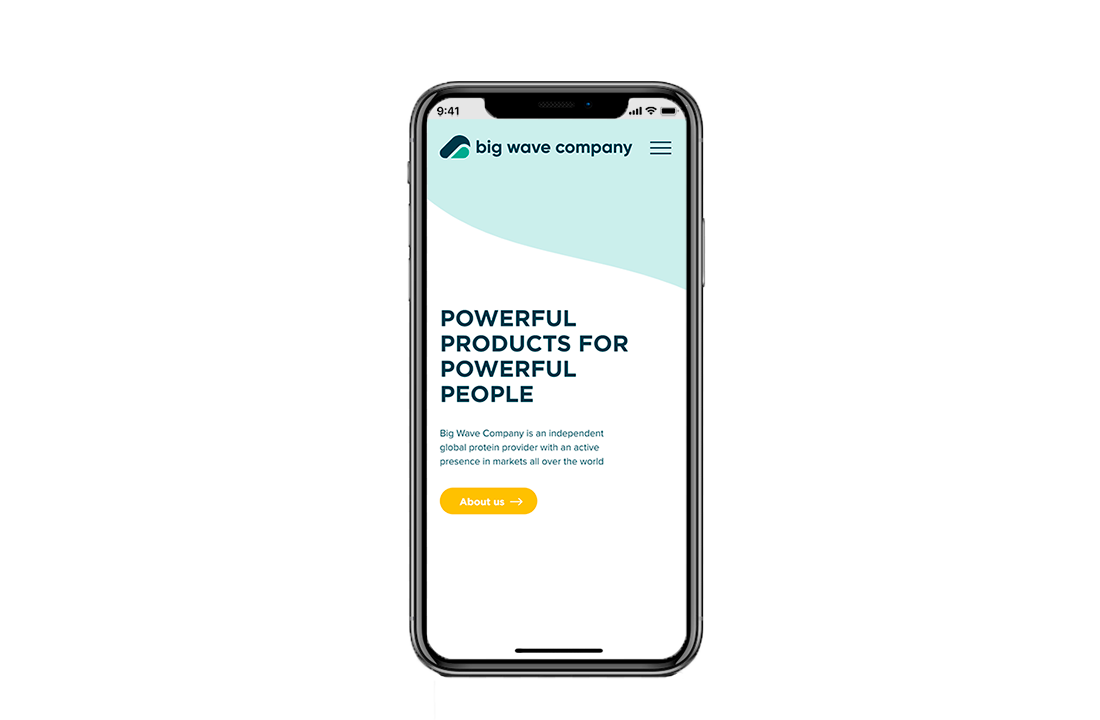 9:41
big wave company
POWERFUL
PRODUCTS FOR
POWERFUL
PEOPLE
Big Wave Company is an independent
global protein provider with an active
presence in markets all over the world
About us →